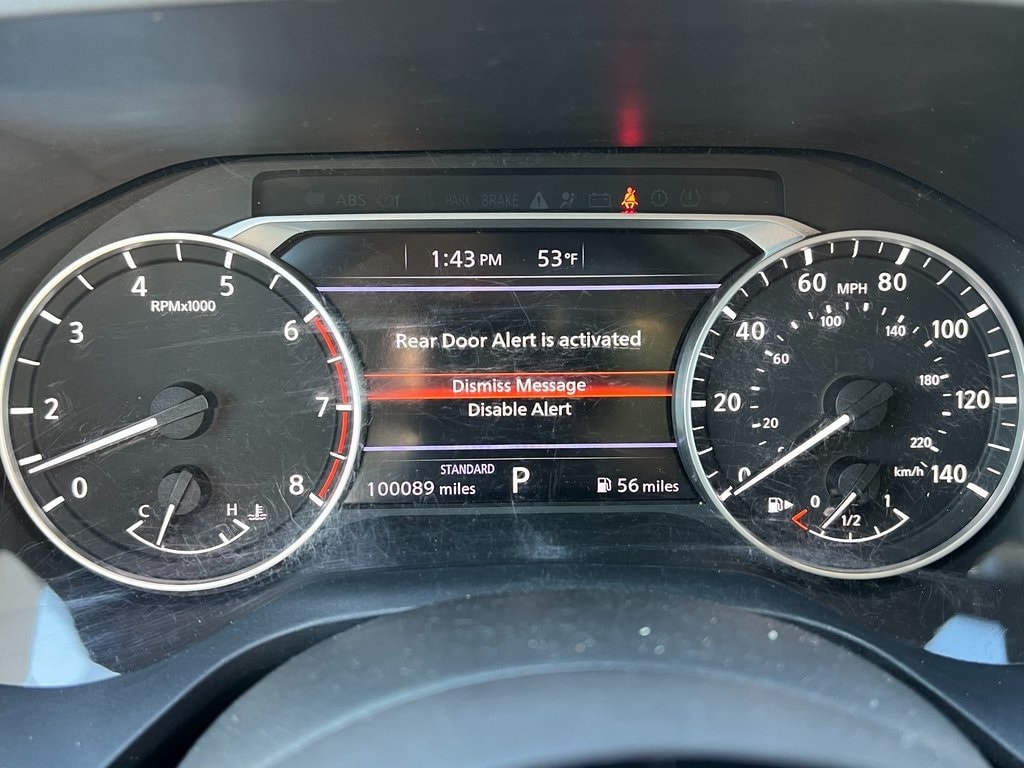 ABS PARK BRAKE
1:43 PM 53°F
RPMx1000
0 2 3 4 5 6 7 8
C H
Rear Door Alert is activated
Dismiss Message
Disable Alert
STANDARD
100089 miles P 56 miles
MPH
0 20 40 60 80 100 120 140
20 60 100 140 180 220
km/h
0 1/2 1